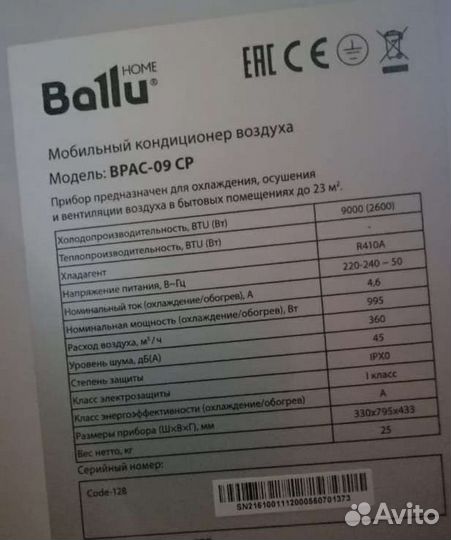 Ballu HOME ®
EAC CE
Мобильный кондиционер воздуха
Модель: BPAC-09 CP
Прибор предназначен для охлаждения, осушения
и вентиляции воздуха в бытовых помещениях до 23 м².
Холодопроизводительность, BTU (Вт) 9000 (2600)
Теплопроизводительность, BTU (Вт) -
Хладагент R410A
Напряжение питания, В~Гц 220-240 ~ 50
Номинальный ток (охлаждение/обогрев), А 4,6
Номинальная мощность (охлаждение/обогрев), Вт 995
Расход воздуха, м³/ч 360
Уровень шума, дБ(А) 45
Степень защиты IPX0
Класс электрозащиты I класс
Класс энергоэффективности (охлаждение/обогрев) A
Размеры прибора (Ш×В×Г), мм 330x795x433
Вес нетто, кг 25
Серийный номер:
Code-128
SN2161001112000560701373
Avito